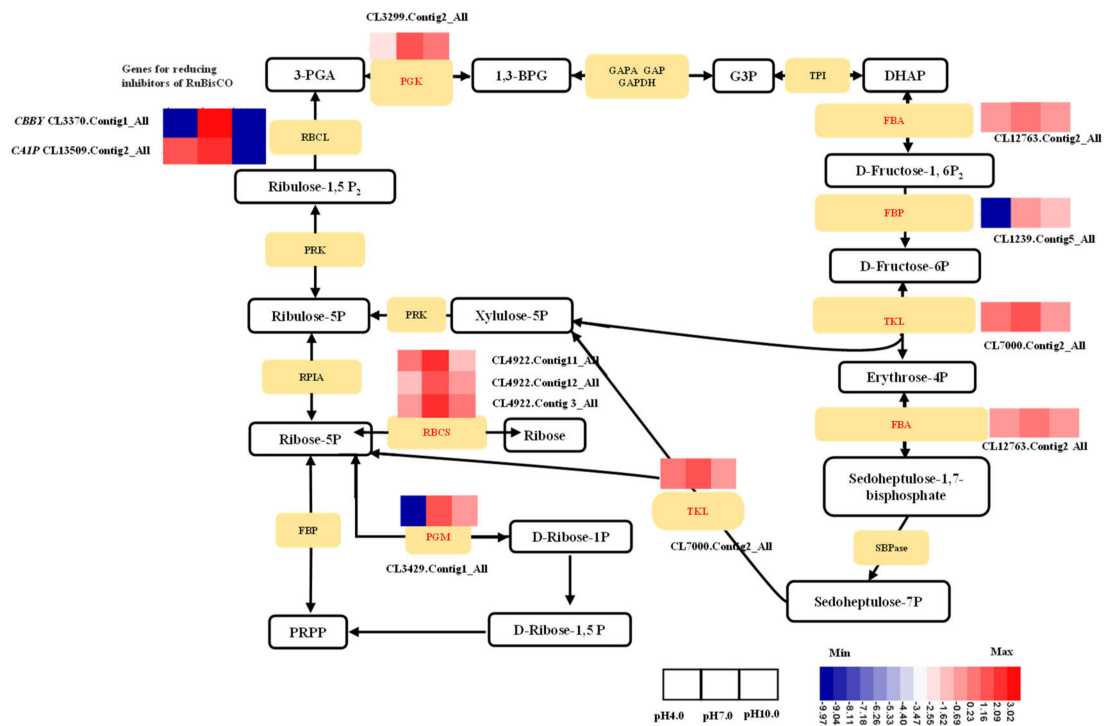 CL3299.Contig2_All
Genes for reducing
inhibitors of RuBisCO
3-PGA
PGK
1,3-BPG
GAPA GAP
GAPDH
G3P
TPI
DHAP
CBBY CL3370.Contig1_All
CA1P CL13509.Contig2_All
RBCL
FBA
CL12763.Contig2_All
Ribulose-1,5 P2
D-Fructose-1, 6P2
PRK
FBP
CL1239.Contig5_All
D-Fructose-6P
Ribulose-5P
PRK
Xylulose-5P
TKL
CL7000.Contig2_All
RPIA
CL4922.Contig11_All
CL4922.Contig12_All
CL4922.Contig 3_All
Erythrose-4P
Ribose-5P
RBCS
Ribose
FBA
CL12763.Contig2_All
Sedoheptulose-1,7-
bisphosphate
TKL
CL7000.Contig2_All
FBP
PGM
CL3429.Contig1_All
D-Ribose-1P
SBPase
Sedoheptulose-7P
PRPP
D-Ribose-1,5 P
Min
Max
pH4.0
pH7.0
pH10.0
-9.97
-9.04
-8.11
-7.18
-6.26
-5.33
-4.40
-3.47
-2.55
-1.62
-0.69
0.23
1.16
2.09
3.02